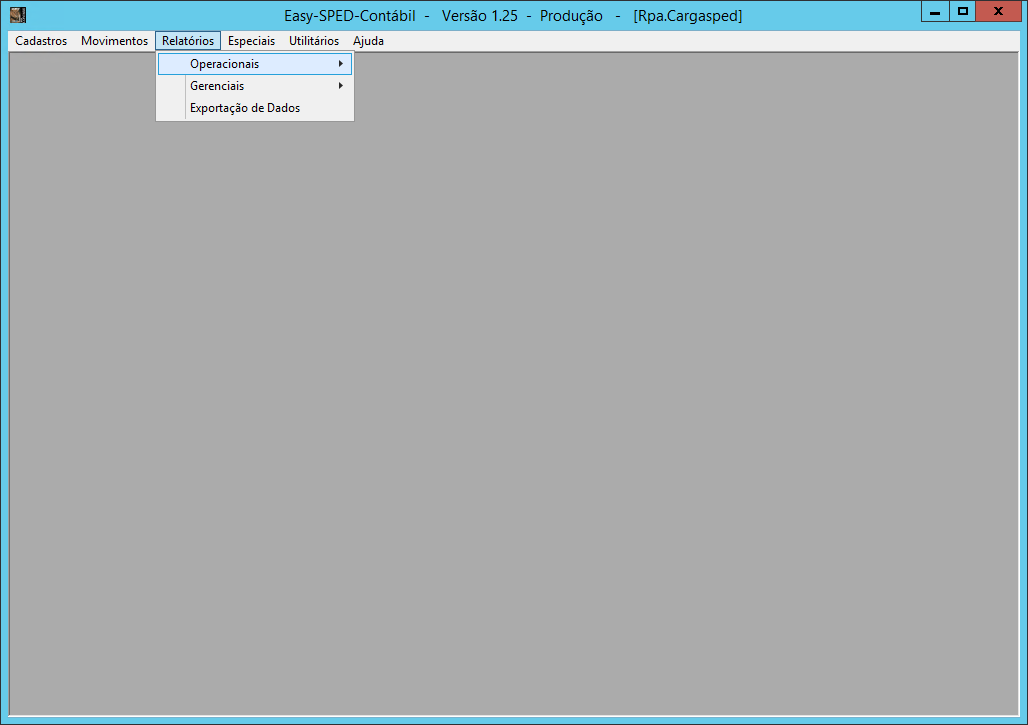 Easy-SPED-Contábil - Versão 1.25 - Produção - [Rpa.Cargasped]
Cadastros Movimentos Relatórios Especiais Utilitários Ajuda
Operacionais
Gerenciais
Exportação de Dados